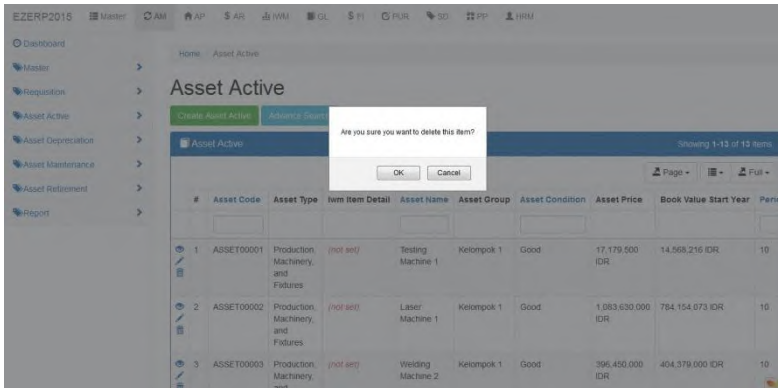 EZERP2015 Master AM AP $ AR IWM GL $ FI PUR SD PP HRM
Dashboard
Master
Requisition
Asset Active
Asset Depreciation
Asset Maintenance
Asset Retirement
Report
Home / Asset Active
Asset Active
Create Asset Active Advance Search
Are you sure you want to delete this item?
OK Cancel
Asset Active Showing 1-13 of 13 items.
Page Full
# Asset Code Asset Type Iwm Item Detail Asset Name Asset Group Asset Condition Asset Price Book Value Start Year
1 ASSET00001 Production, Machinery, and Fixtures (not set) Testing Machine 1 Kelompok 1 Good 17,179,500 IDR 14,568,216 IDR 10
2 ASSET00002 Production, Machinery, and Fixtures (not set) Laser Machine 1 Kelompok 1 Good 1,083,630,000 IDR 784,154,073 IDR 10
3 ASSET00003 Production, Machinery, and (not set) Welding Machine 2 Kelompok 1 Good 396,450,000 IDR 404,379,000 IDR 10